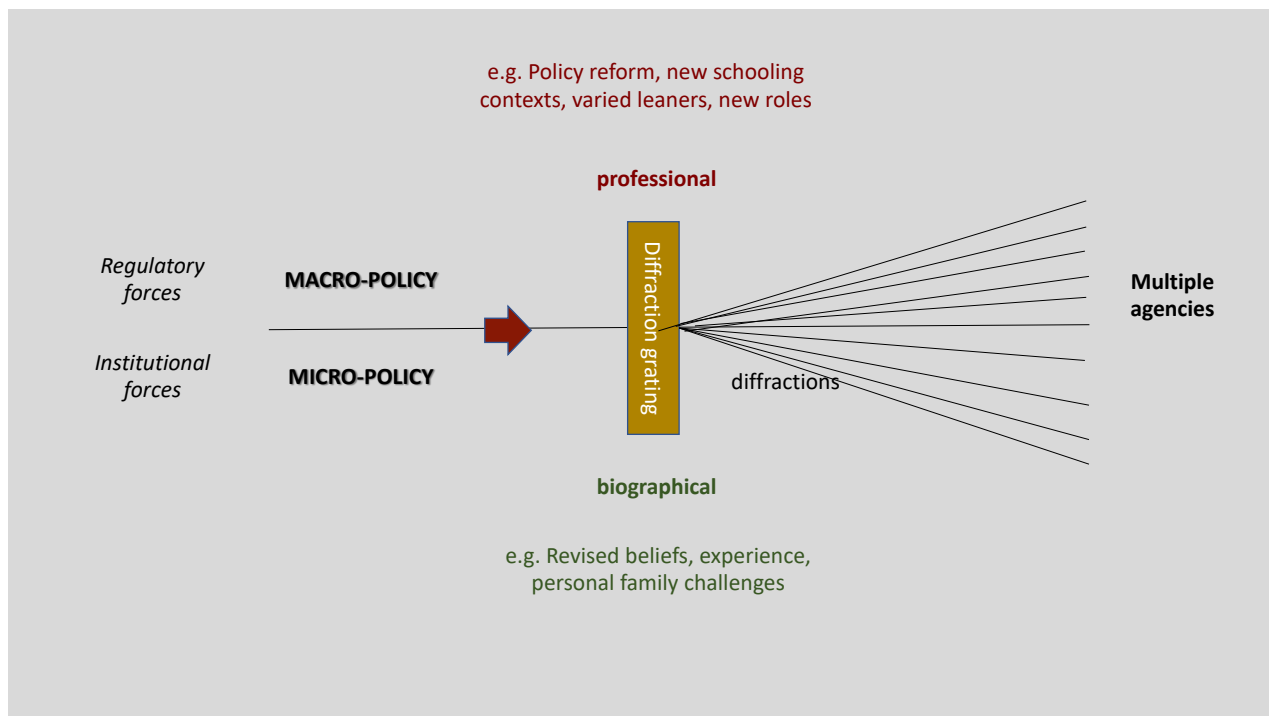 e.g. Policy reform, new schooling
contexts, varied leaners, new roles
professional
Regulatory
forces
MACRO-POLICY
Institutional
forces
MICRO-POLICY
Diffraction grating
diffractions
Multiple
agencies
biographical
e.g. Revised beliefs, experience,
personal family challenges